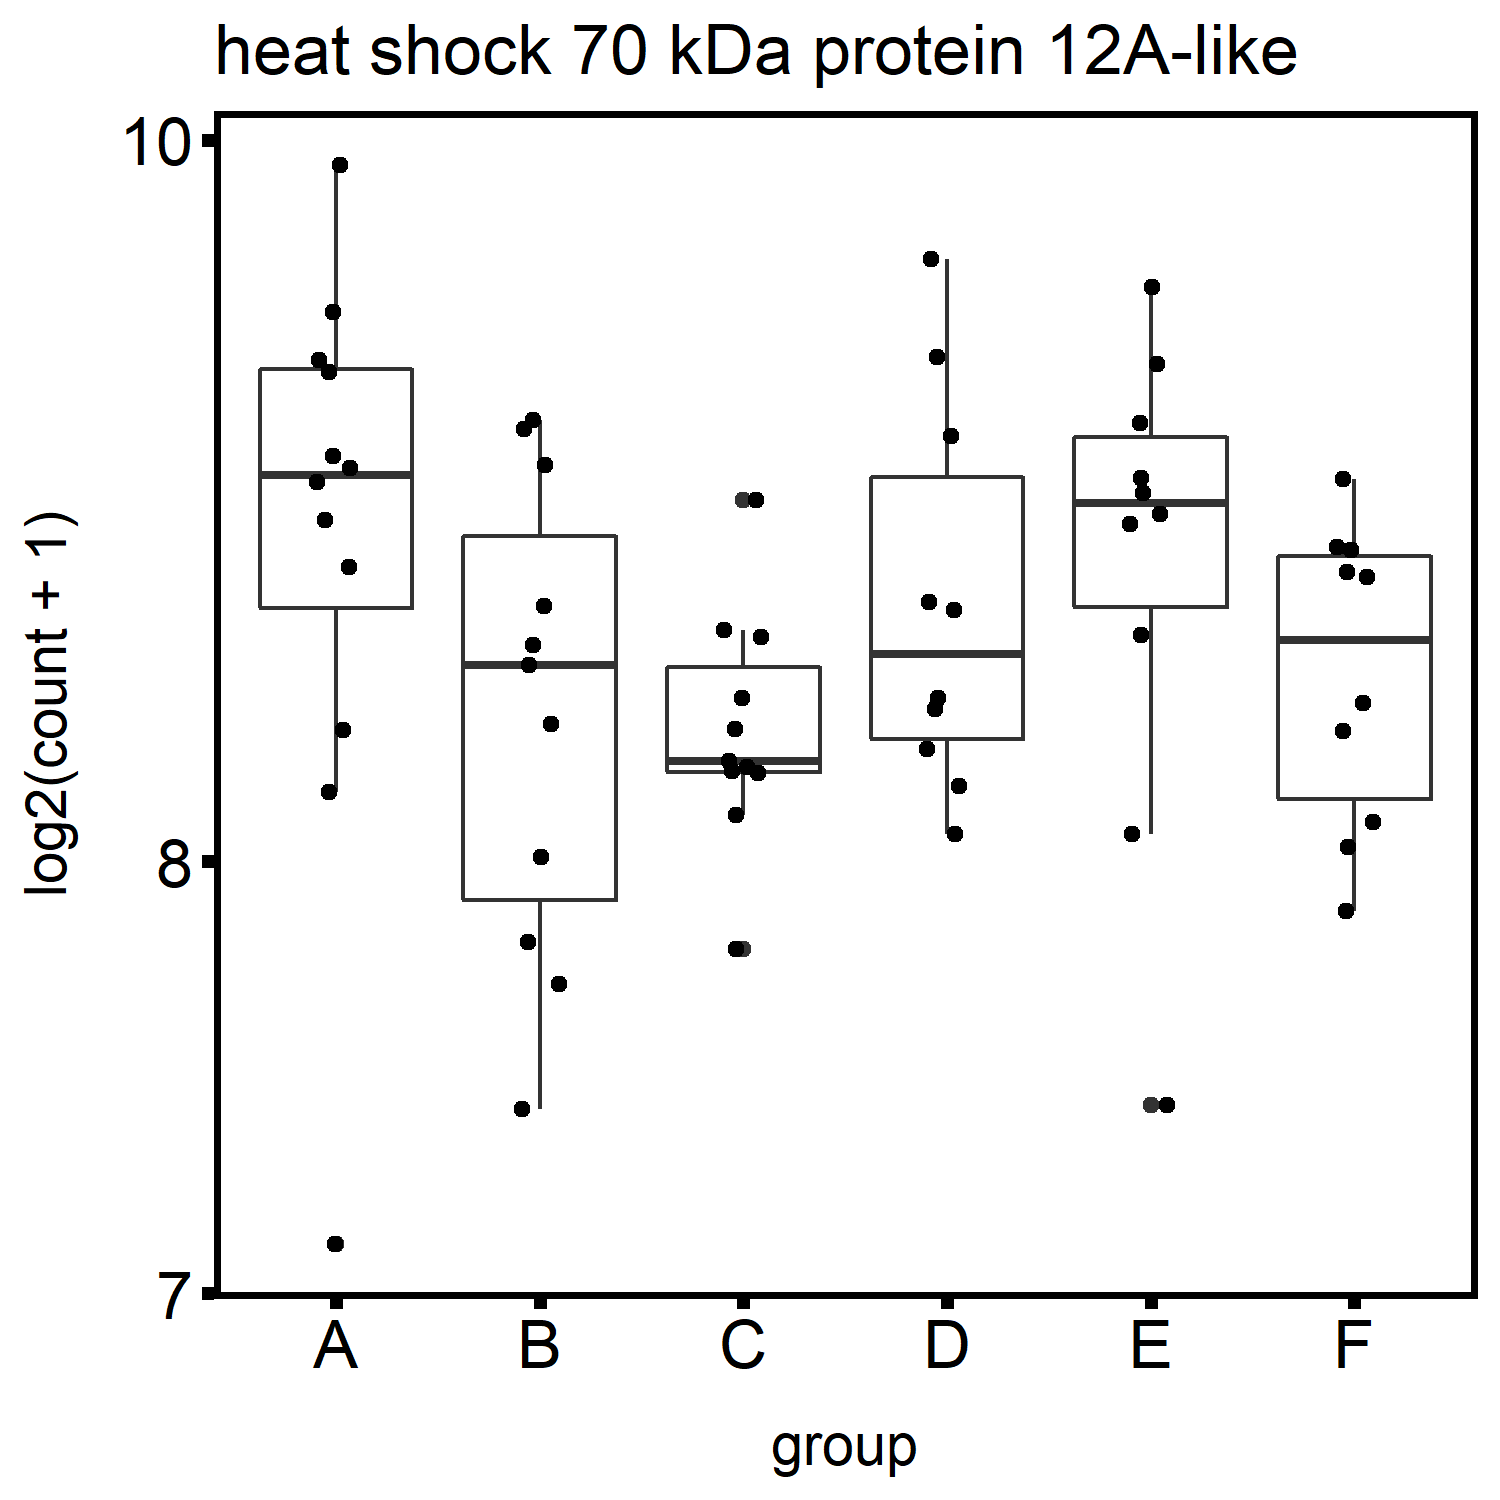 heat shock 70 kDa protein 12A-like
10
8
7
log2(count + 1)
A B C D E F
group